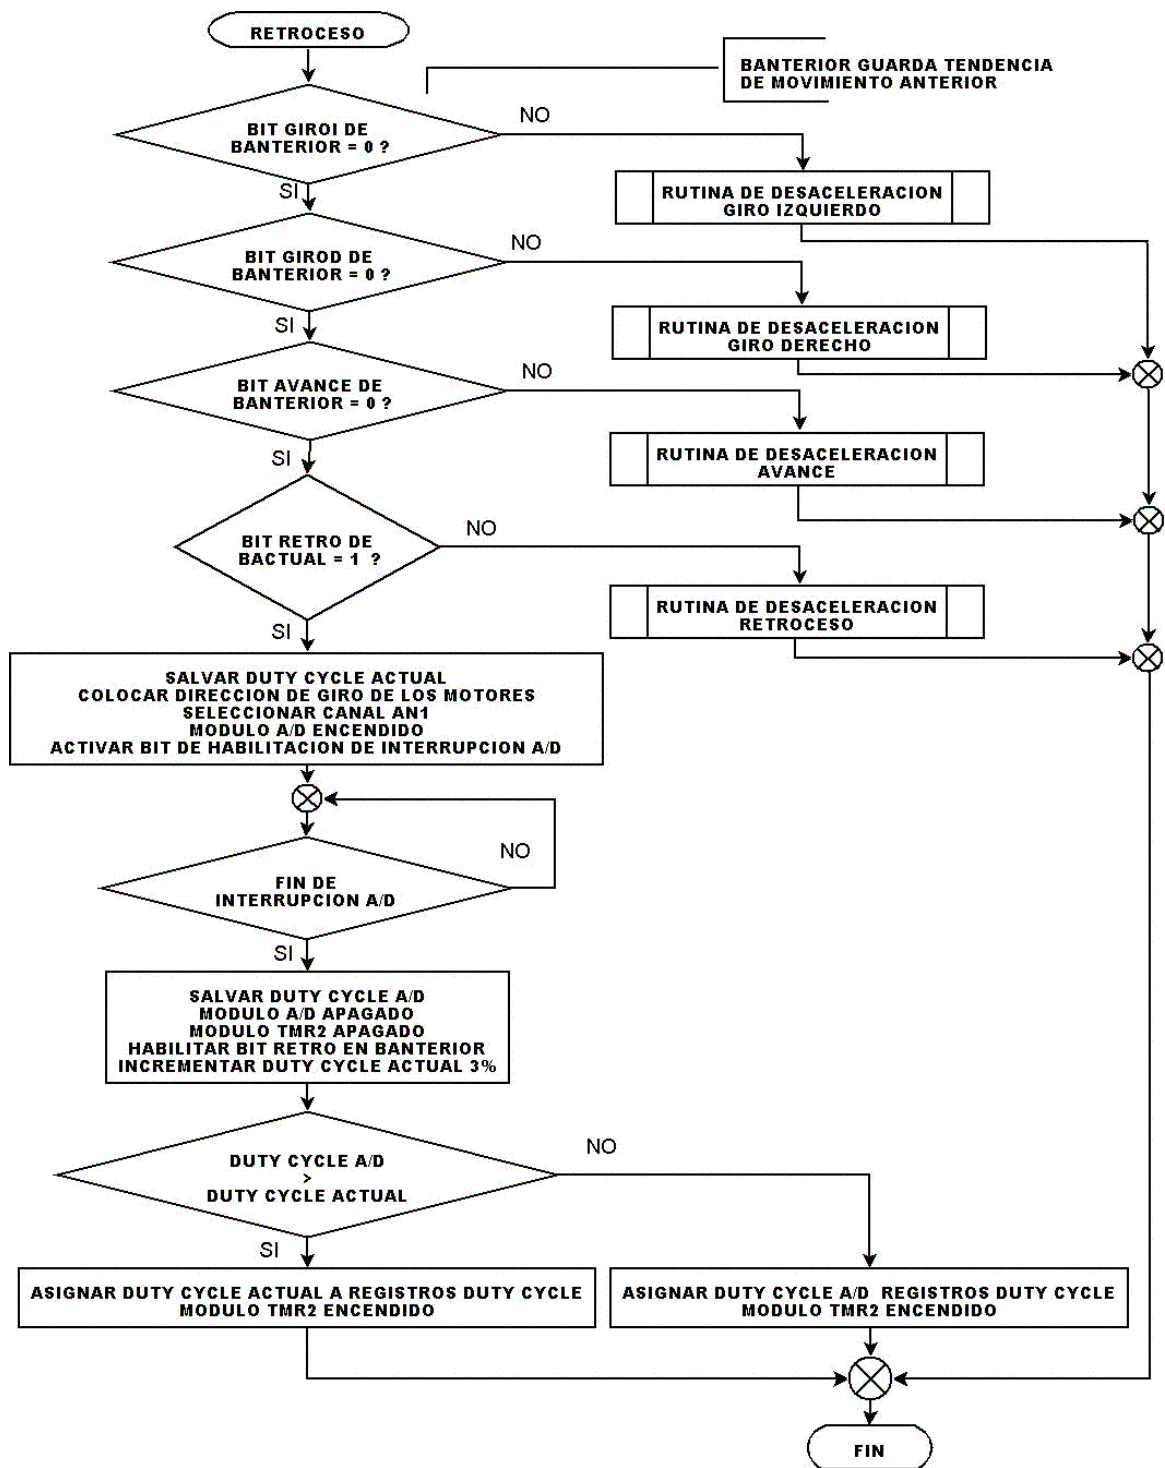 RETROCESO
BANTERIOR GUARDA TENDENCIA
DE MOVIMIENTO ANTERIOR
BIT GIROI DE
BANTERIOR = 0 ?
NO
SI
RUTINA DE DESACELERACION
GIRO IZQUIERDO
BIT GIROD DE
BANTERIOR = 0 ?
NO
SI
RUTINA DE DESACELERACION
GIRO DERECHO
BIT AVANCE DE
BANTERIOR = 0 ?
NO
SI
RUTINA DE DESACELERACION
AVANCE
BIT RETRO DE
BACTUAL = 1 ?
NO
SI
RUTINA DE DESACELERACION
RETROCESO
SALVAR DUTY CYCLE ACTUAL
COLOCAR DIRECCION DE GIRO DE LOS MOTORES
SELECCIONAR CANAL AN1
MODULO A/D ENCENDIDO
ACTIVAR BIT DE HABILITACION DE INTERRUPCION A/D
FIN DE
INTERRUPCION A/D
NO
SI
SALVAR DUTY CYCLE A/D
MODULO A/D APAGADO
MODULO TMR2 APAGADO
HABILITAR BIT RETRO EN BANTERIOR
INCREMENTAR DUTY CYCLE ACTUAL 3%
DUTY CYCLE A/D
>
DUTY CYCLE ACTUAL
NO
SI
ASIGNAR DUTY CYCLE ACTUAL A REGISTROS DUTY CYCLE
MODULO TMR2 ENCENDIDO
ASIGNAR DUTY CYCLE A/D REGISTROS DUTY CYCLE
MODULO TMR2 ENCENDIDO
FIN